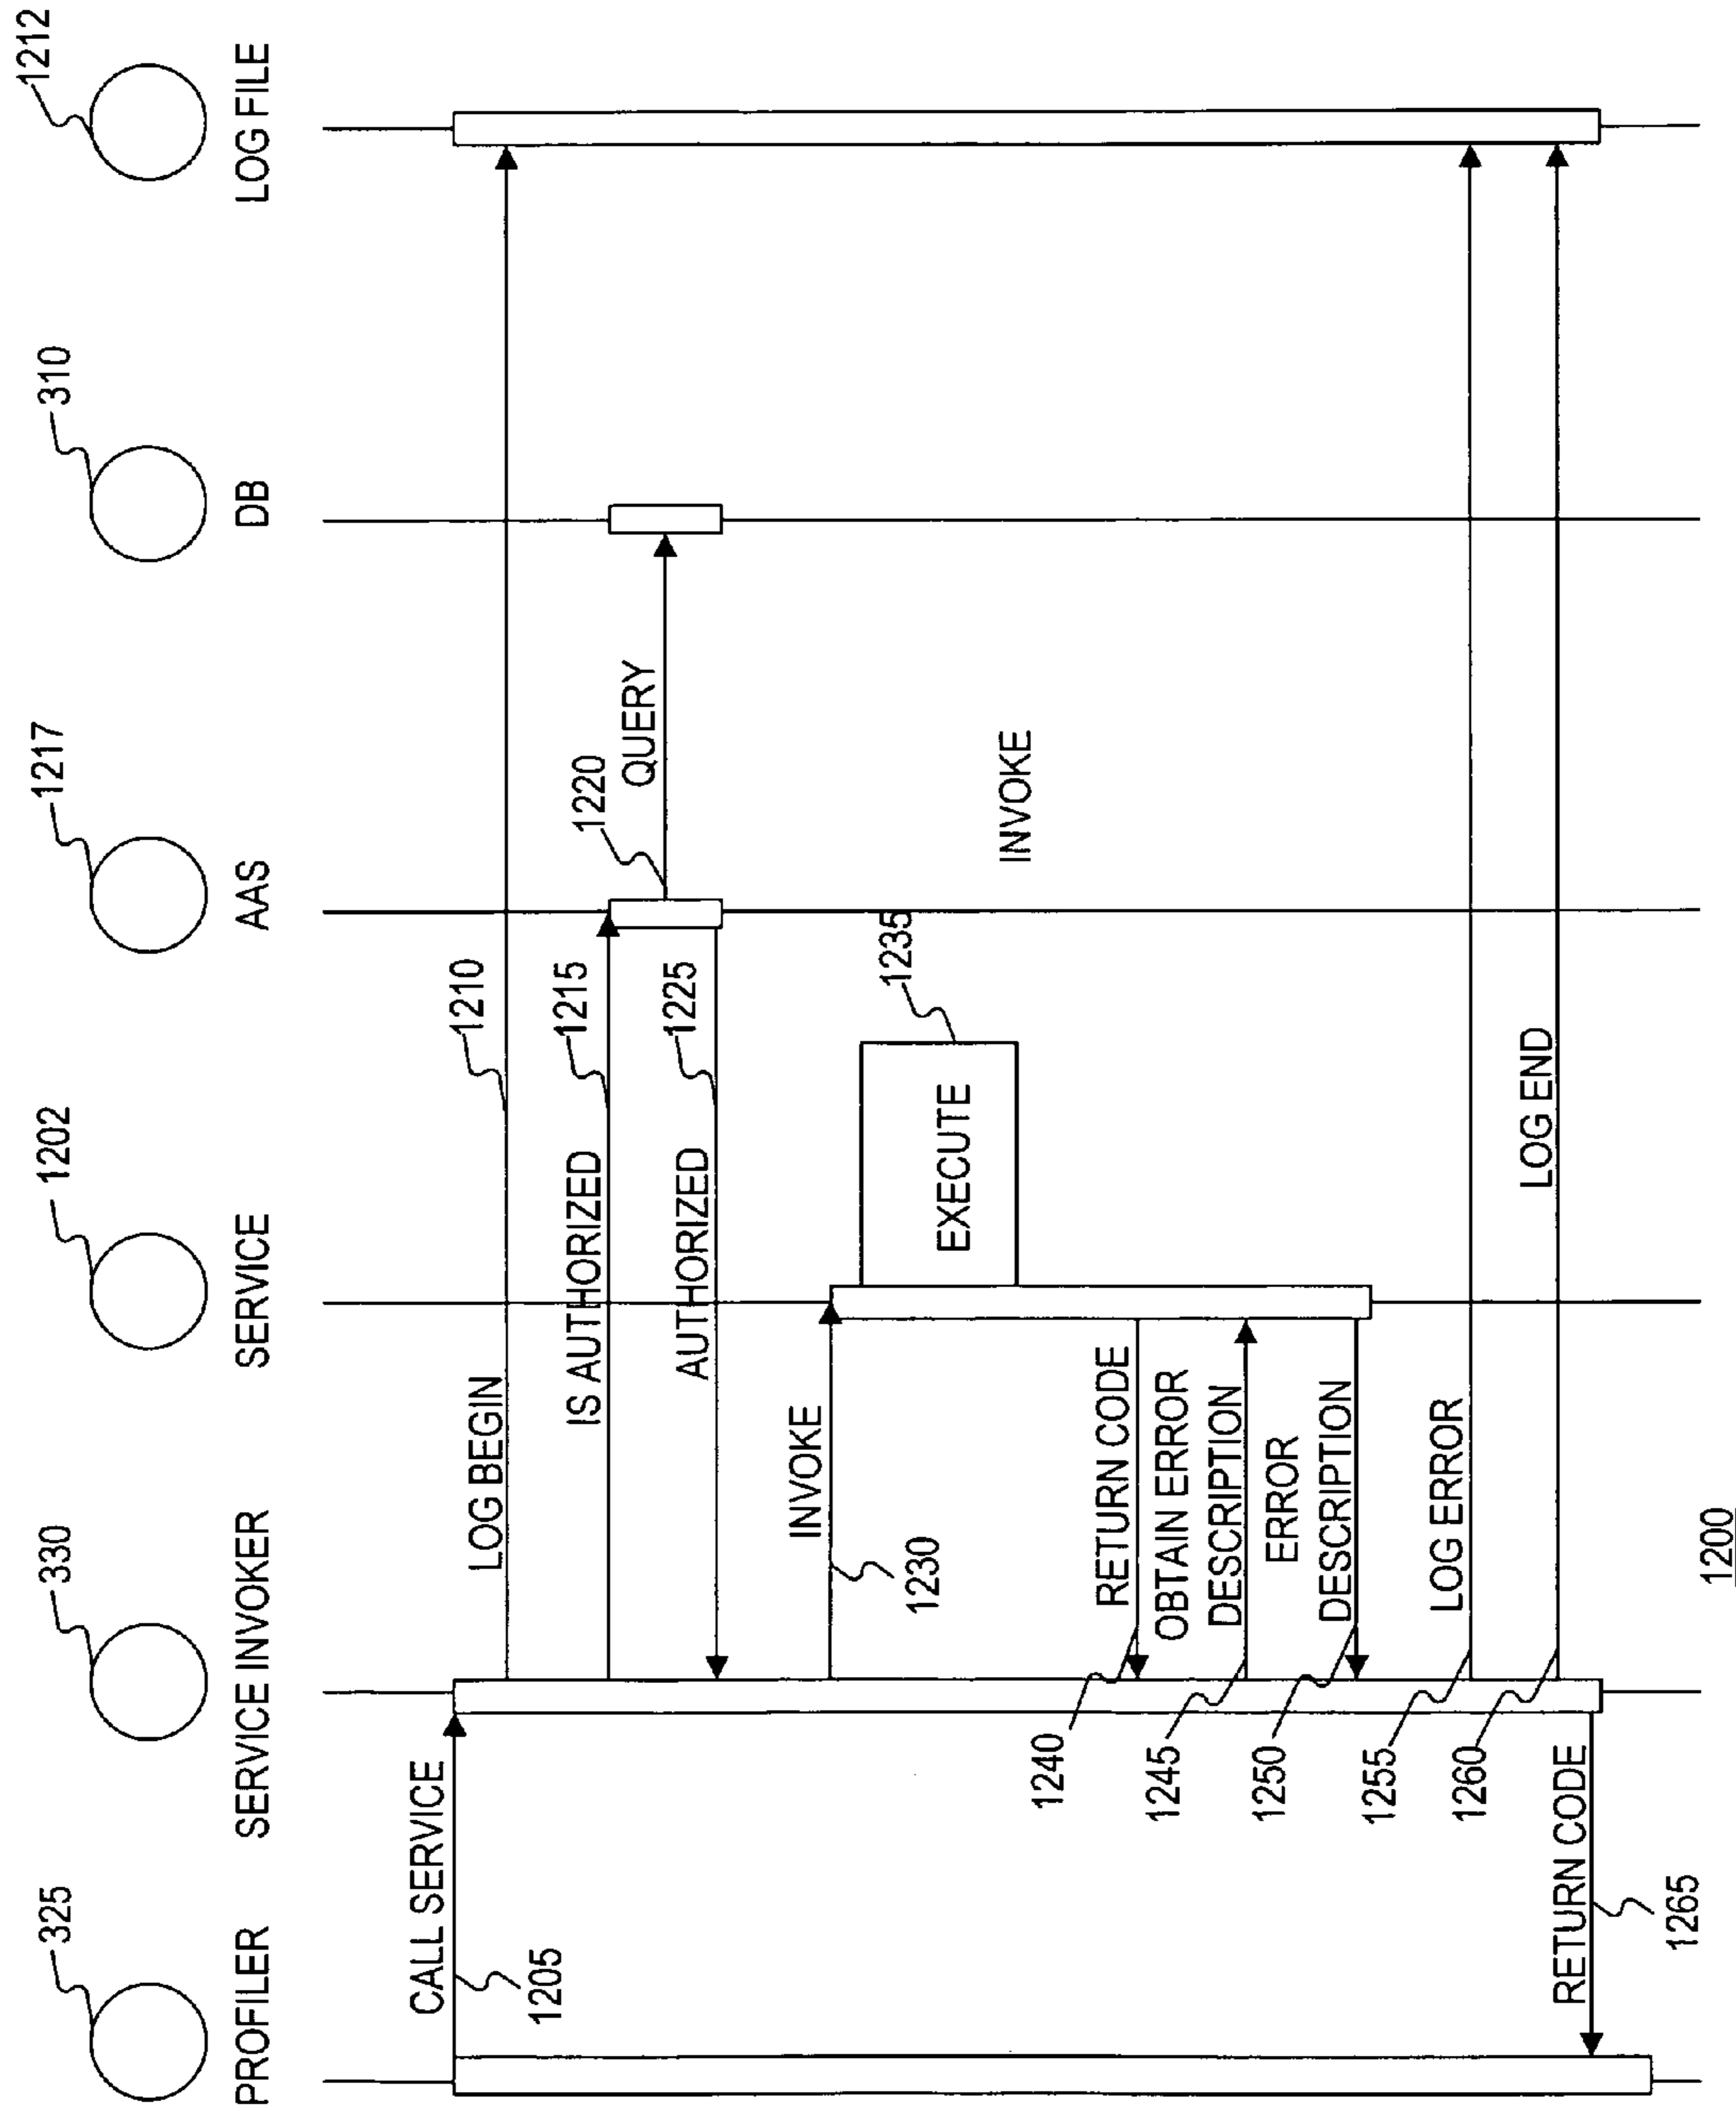 325
330
1202
1217
310
1212
PROFILER
SERVICE INVOKER
SERVICE
AAS
DB
LOG FILE
CALL SERVICE
1205
LOG BEGIN
1210
IS AUTHORIZED
1215
1220
QUERY
AUTHORIZED
1225
INVOKE
1230
EXECUTE
1235
INVOKE
RETURN CODE
1240
OBTAIN ERROR
DESCRIPTION
1245
ERROR
DESCRIPTION
1250
LOG ERROR
1255
LOG END
1260
RETURN CODE
1265
1200